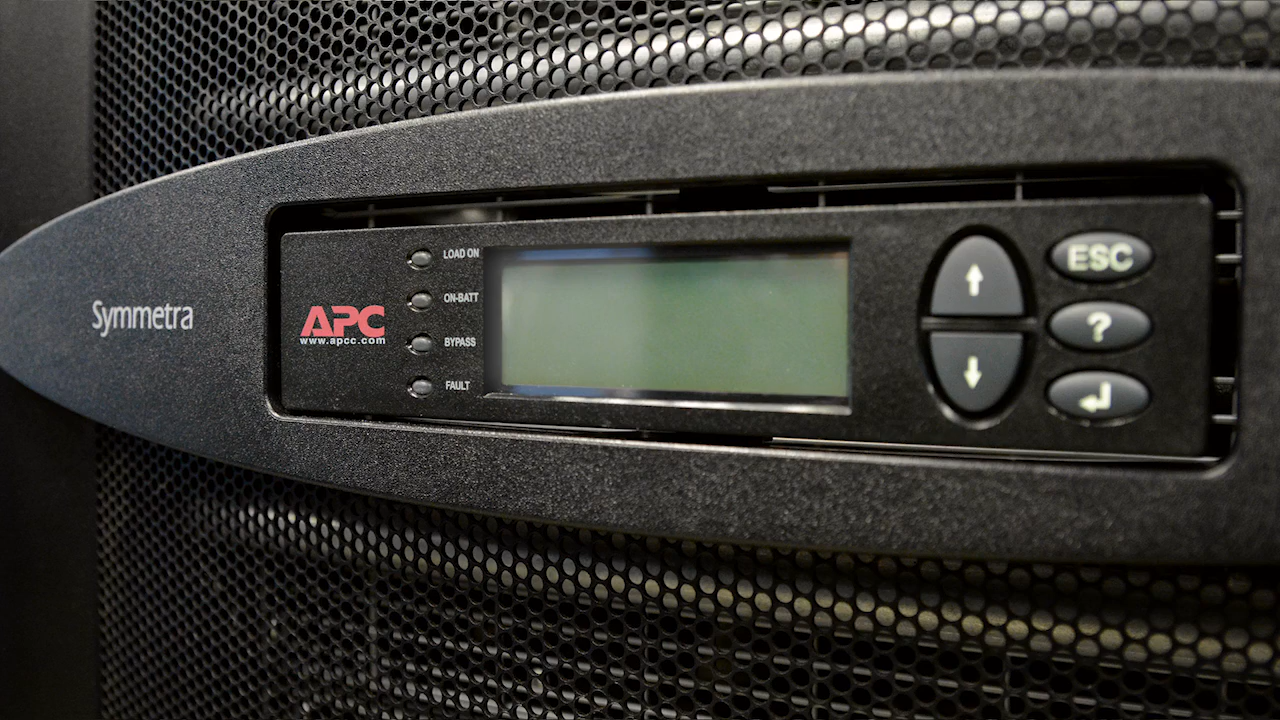 Symmetra
APC
www.apcc.com
LOAD ON
ON-BATT
BYPASS
FAULT
ESC
?